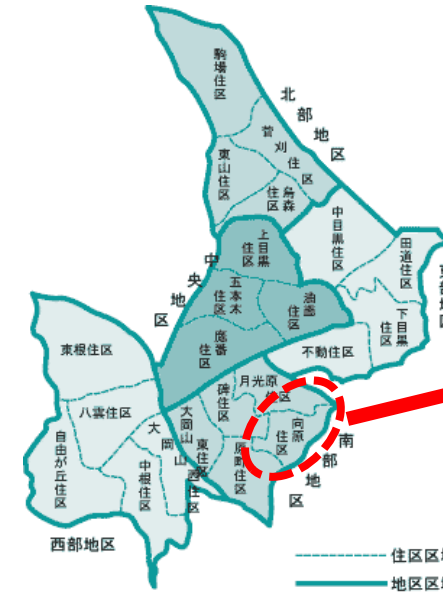 駒場住区
北部地区
菅刈住区
東山住区
烏森住区
中目黒住区
田道住区
上目黒住区
中央地区
五本木住区
油面住区
下目黒住区
鷹番住区
不動住区
東根住区
月光原住区
碑住区
八雲住区
大岡山東住区
向原住区
南部地区
大岡山西住区
原町住区
自由が丘住区
中根住区
西部地区
住区区
地区区